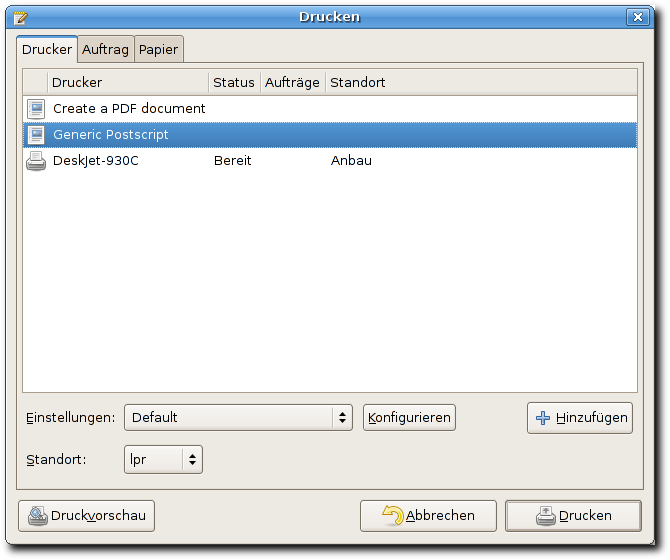 Drucken
Drucker Auftrag Papier
Drucker Status Aufträge Standort
Create a PDF document
Generic Postscript
DeskJet-930C Bereit Anbau
Einstellungen: Default Konfigurieren Hinzufügen
Standort: lpr
Druckvorschau Abbrechen Drucken